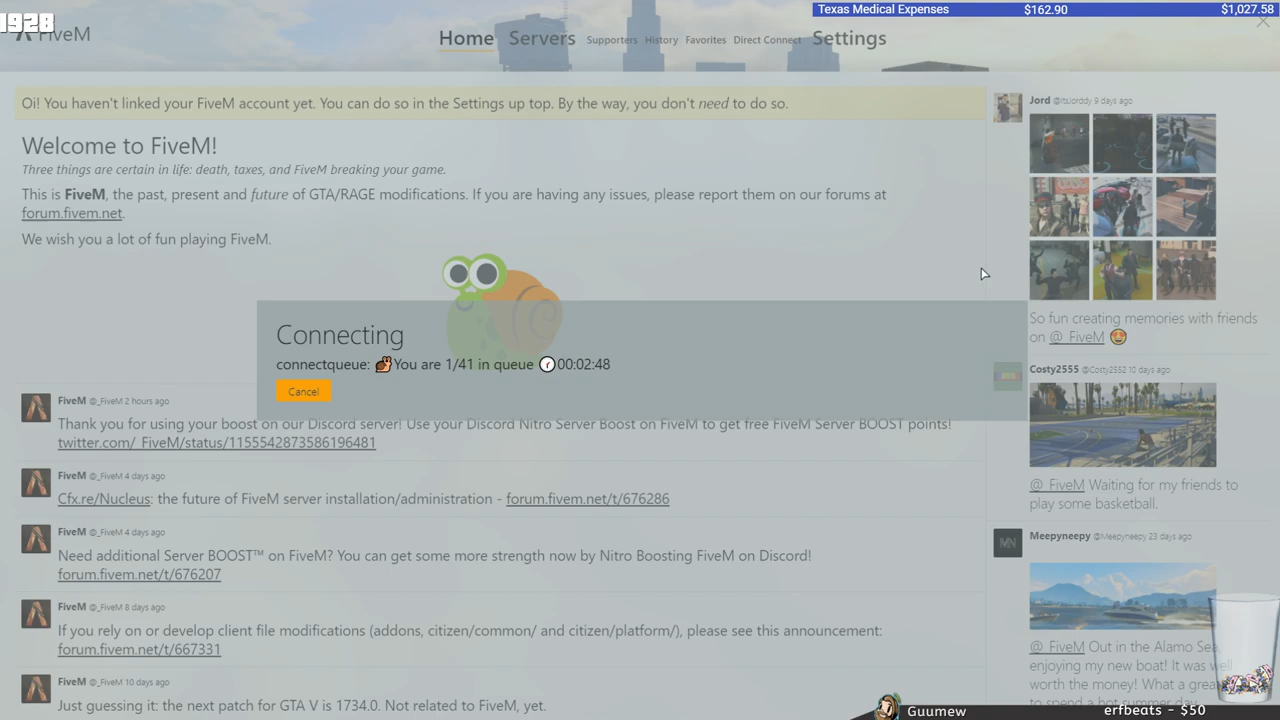 1928
FiveM
Texas Medical Expenses $162.90 $1,027.58
Home Servers Supporters History Favorites Direct Connect Settings
Oi! You haven't linked your FiveM account yet. You can do so in the Settings up top. By the way, you don't need to do so.
Welcome to FiveM!
Three things are certain in life: death, taxes, and FiveM breaking your game.
This is FiveM, the past, present and future of GTA/RAGE modifications. If you are having any issues, please report them on our forums at
forum.fivem.net.
We wish you a lot of fun playing FiveM.
Connecting
connectqueue: 🐌You are 1/41 in queue 🕜00:02:48
Cancel
FiveM @_FiveM 2 hours ago
Thank you for using your boost on our Discord server! Use your Discord Nitro Server Boost on FiveM to get free FiveM Server BOOST points!
twitter.com/_FiveM/status/1155542873586196481
FiveM @_FiveM 4 days ago
Cfx.re/Nucleus: the future of FiveM server installation/administration - forum.fivem.net/t/676286
FiveM @_FiveM 4 days ago
Need additional Server BOOST™ on FiveM? You can get some more strength now by Nitro Boosting FiveM on Discord!
forum.fivem.net/t/676207
FiveM @_FiveM 8 days ago
If you rely on or develop client file modifications (addons, citizen/common/ and citizen/platform/), please see this announcement:
forum.fivem.net/t/667331
FiveM @_FiveM 10 days ago
Just guessing it: the next patch for GTA V is 1734.0. Not related to FiveM, yet.
Jord @ItsJorddy 9 days ago
So fun creating memories with friends
on @_FiveM
Costy2555 @Costy2552 10 days ago
@_FiveM Waiting for my friends to
play some basketball.
MN
Meepyneepy @Meepyneepy 23 days ago
@_FiveM Out in the Alamo Sea,
enjoying my new boat! It was well
worth the money! What a great
to spend a hot summer day
Guumew
erfbeats - $50